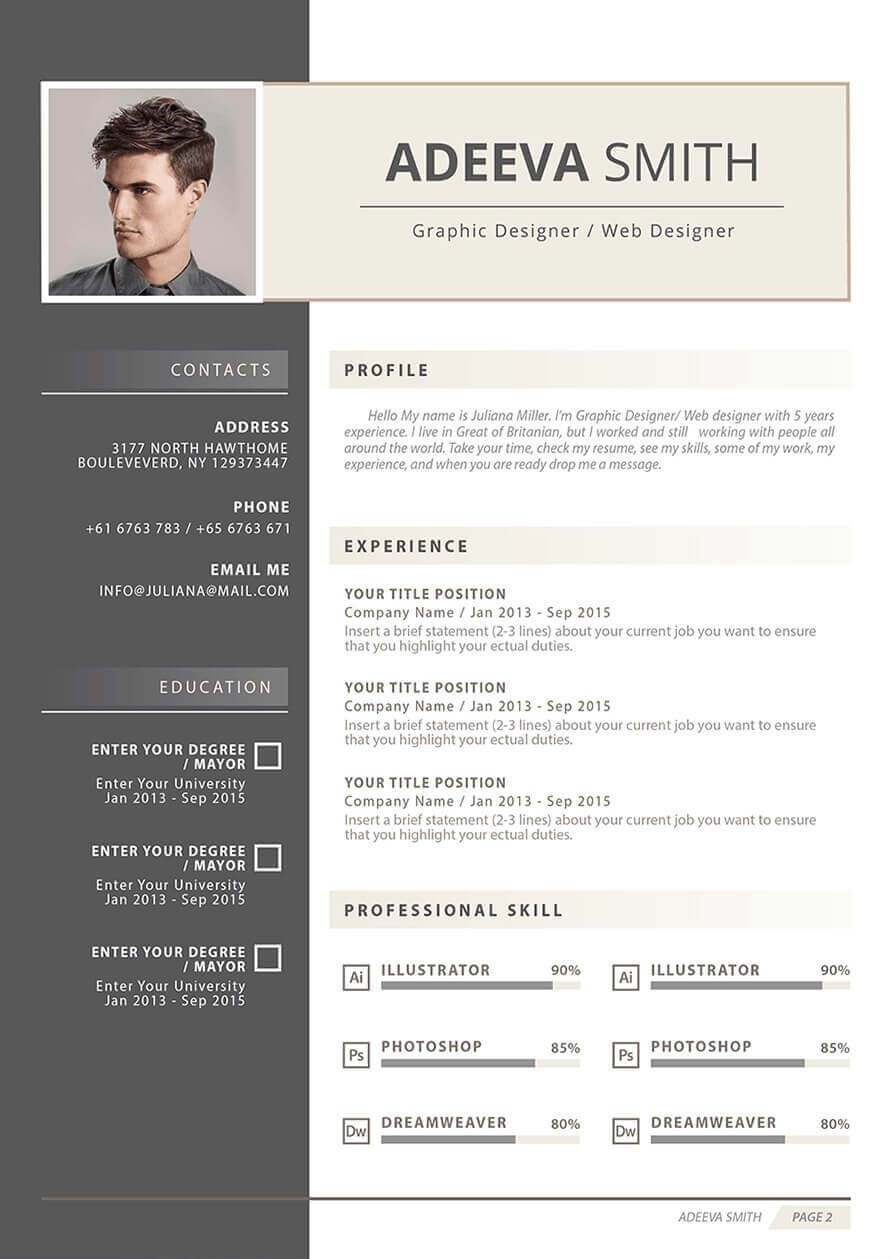 ADEEVA SMITH
Graphic Designer / Web Designer
CONTACTS
ADDRESS
3177 NORTH HAWTHOME
BOULEVEVERD, NY 129373447
PHONE
+61 6763 783 / +65 6763 671
EMAIL ME
INFO@JULIANA@MAIL.COM
EDUCATION
ENTER YOUR DEGREE
/ MAYOR
Enter Your University
Jan 2013 - Sep 2015
ENTER YOUR DEGREE
/ MAYOR
Enter Your University
Jan 2013 - Sep 2015
ENTER YOUR DEGREE
/ MAYOR
Enter Your University
Jan 2013 - Sep 2015
PROFILE
Hello My name is Juliana Miller. I'm Graphic Designer/ Web designer with 5 years
experience. I live in Great of Britanian, but I worked and still working with people all
around the world. Take your time, check my resume, see my skills, some of my work, my
experience, and when you are ready drop me a message.
EXPERIENCE
YOUR TITLE POSITION
Company Name / Jan 2013 - Sep 2015
Insert a brief statement (2-3 lines) about your current job you want to ensure
that you highlight your ectual duties.
YOUR TITLE POSITION
Company Name / Jan 2013 - Sep 2015
Insert a brief statement (2-3 lines) about your current job you want to ensure
that you highlight your ectual duties.
YOUR TITLE POSITION
Company Name / Jan 2013 - Sep 2015
Insert a brief statement (2-3 lines) about your current job you want to ensure
that you highlight your ectual duties.
PROFESSIONAL SKILL
Ai ILLUSTRATOR 90%
Ps PHOTOSHOP 85%
Dw DREAMWEAVER 80%
Ai ILLUSTRATOR 90%
Ps PHOTOSHOP 85%
Dw DREAMWEAVER 80%
ADEEVA SMITH PAGE 2